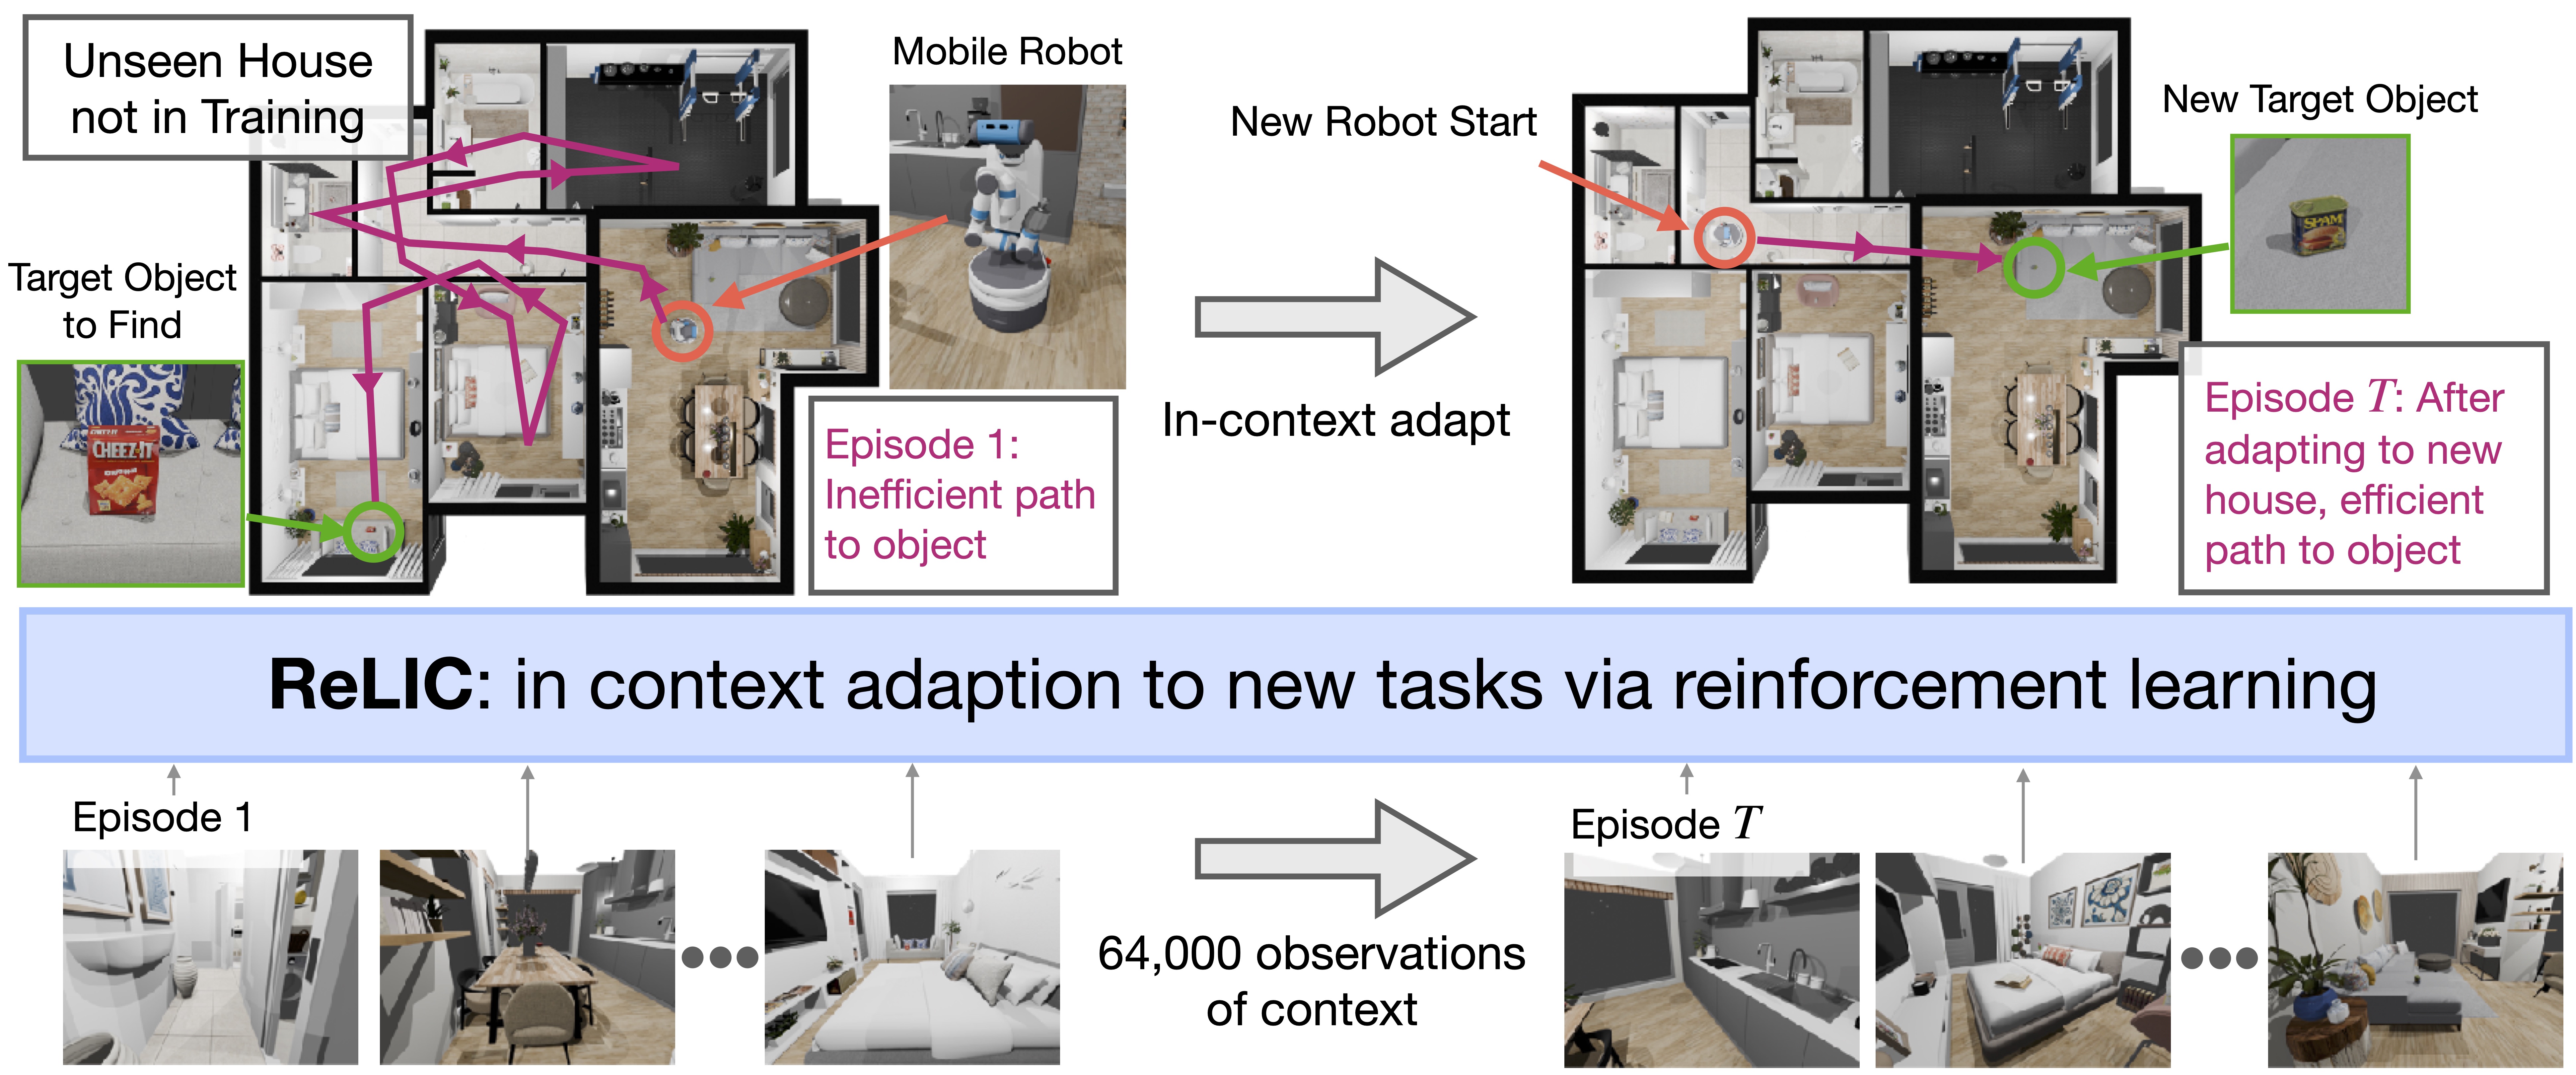 Unseen House
not in Training
Mobile Robot
Target Object
to Find
CHEEZ-IT
Episode 1:
Inefficient path
to object
In-context adapt
New Robot Start
New Target Object
SPAM
Episode T: After
adapting to new
house, efficient
path to object
ReLIC: in context adaption to new tasks via reinforcement learning
Episode 1
64,000 observations
of context
Episode T